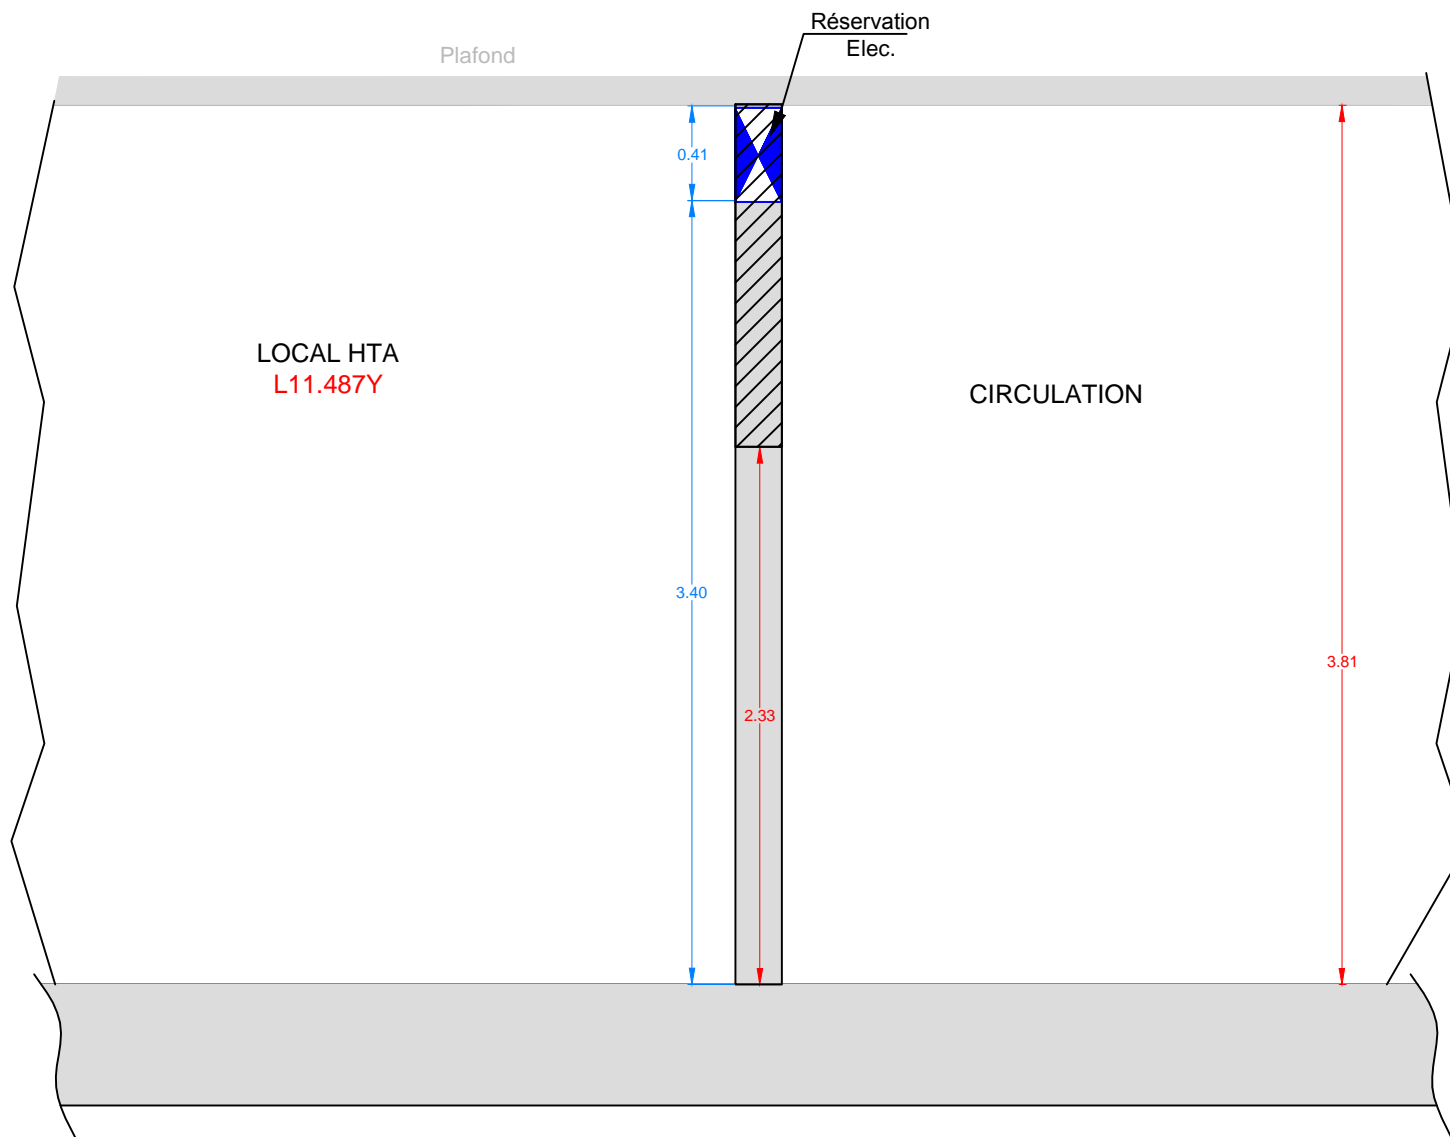 Réservation
Elec.
Plafond
0.41
LOCAL HTA
L11.487Y
CIRCULATION
3.40
3.81
2.33